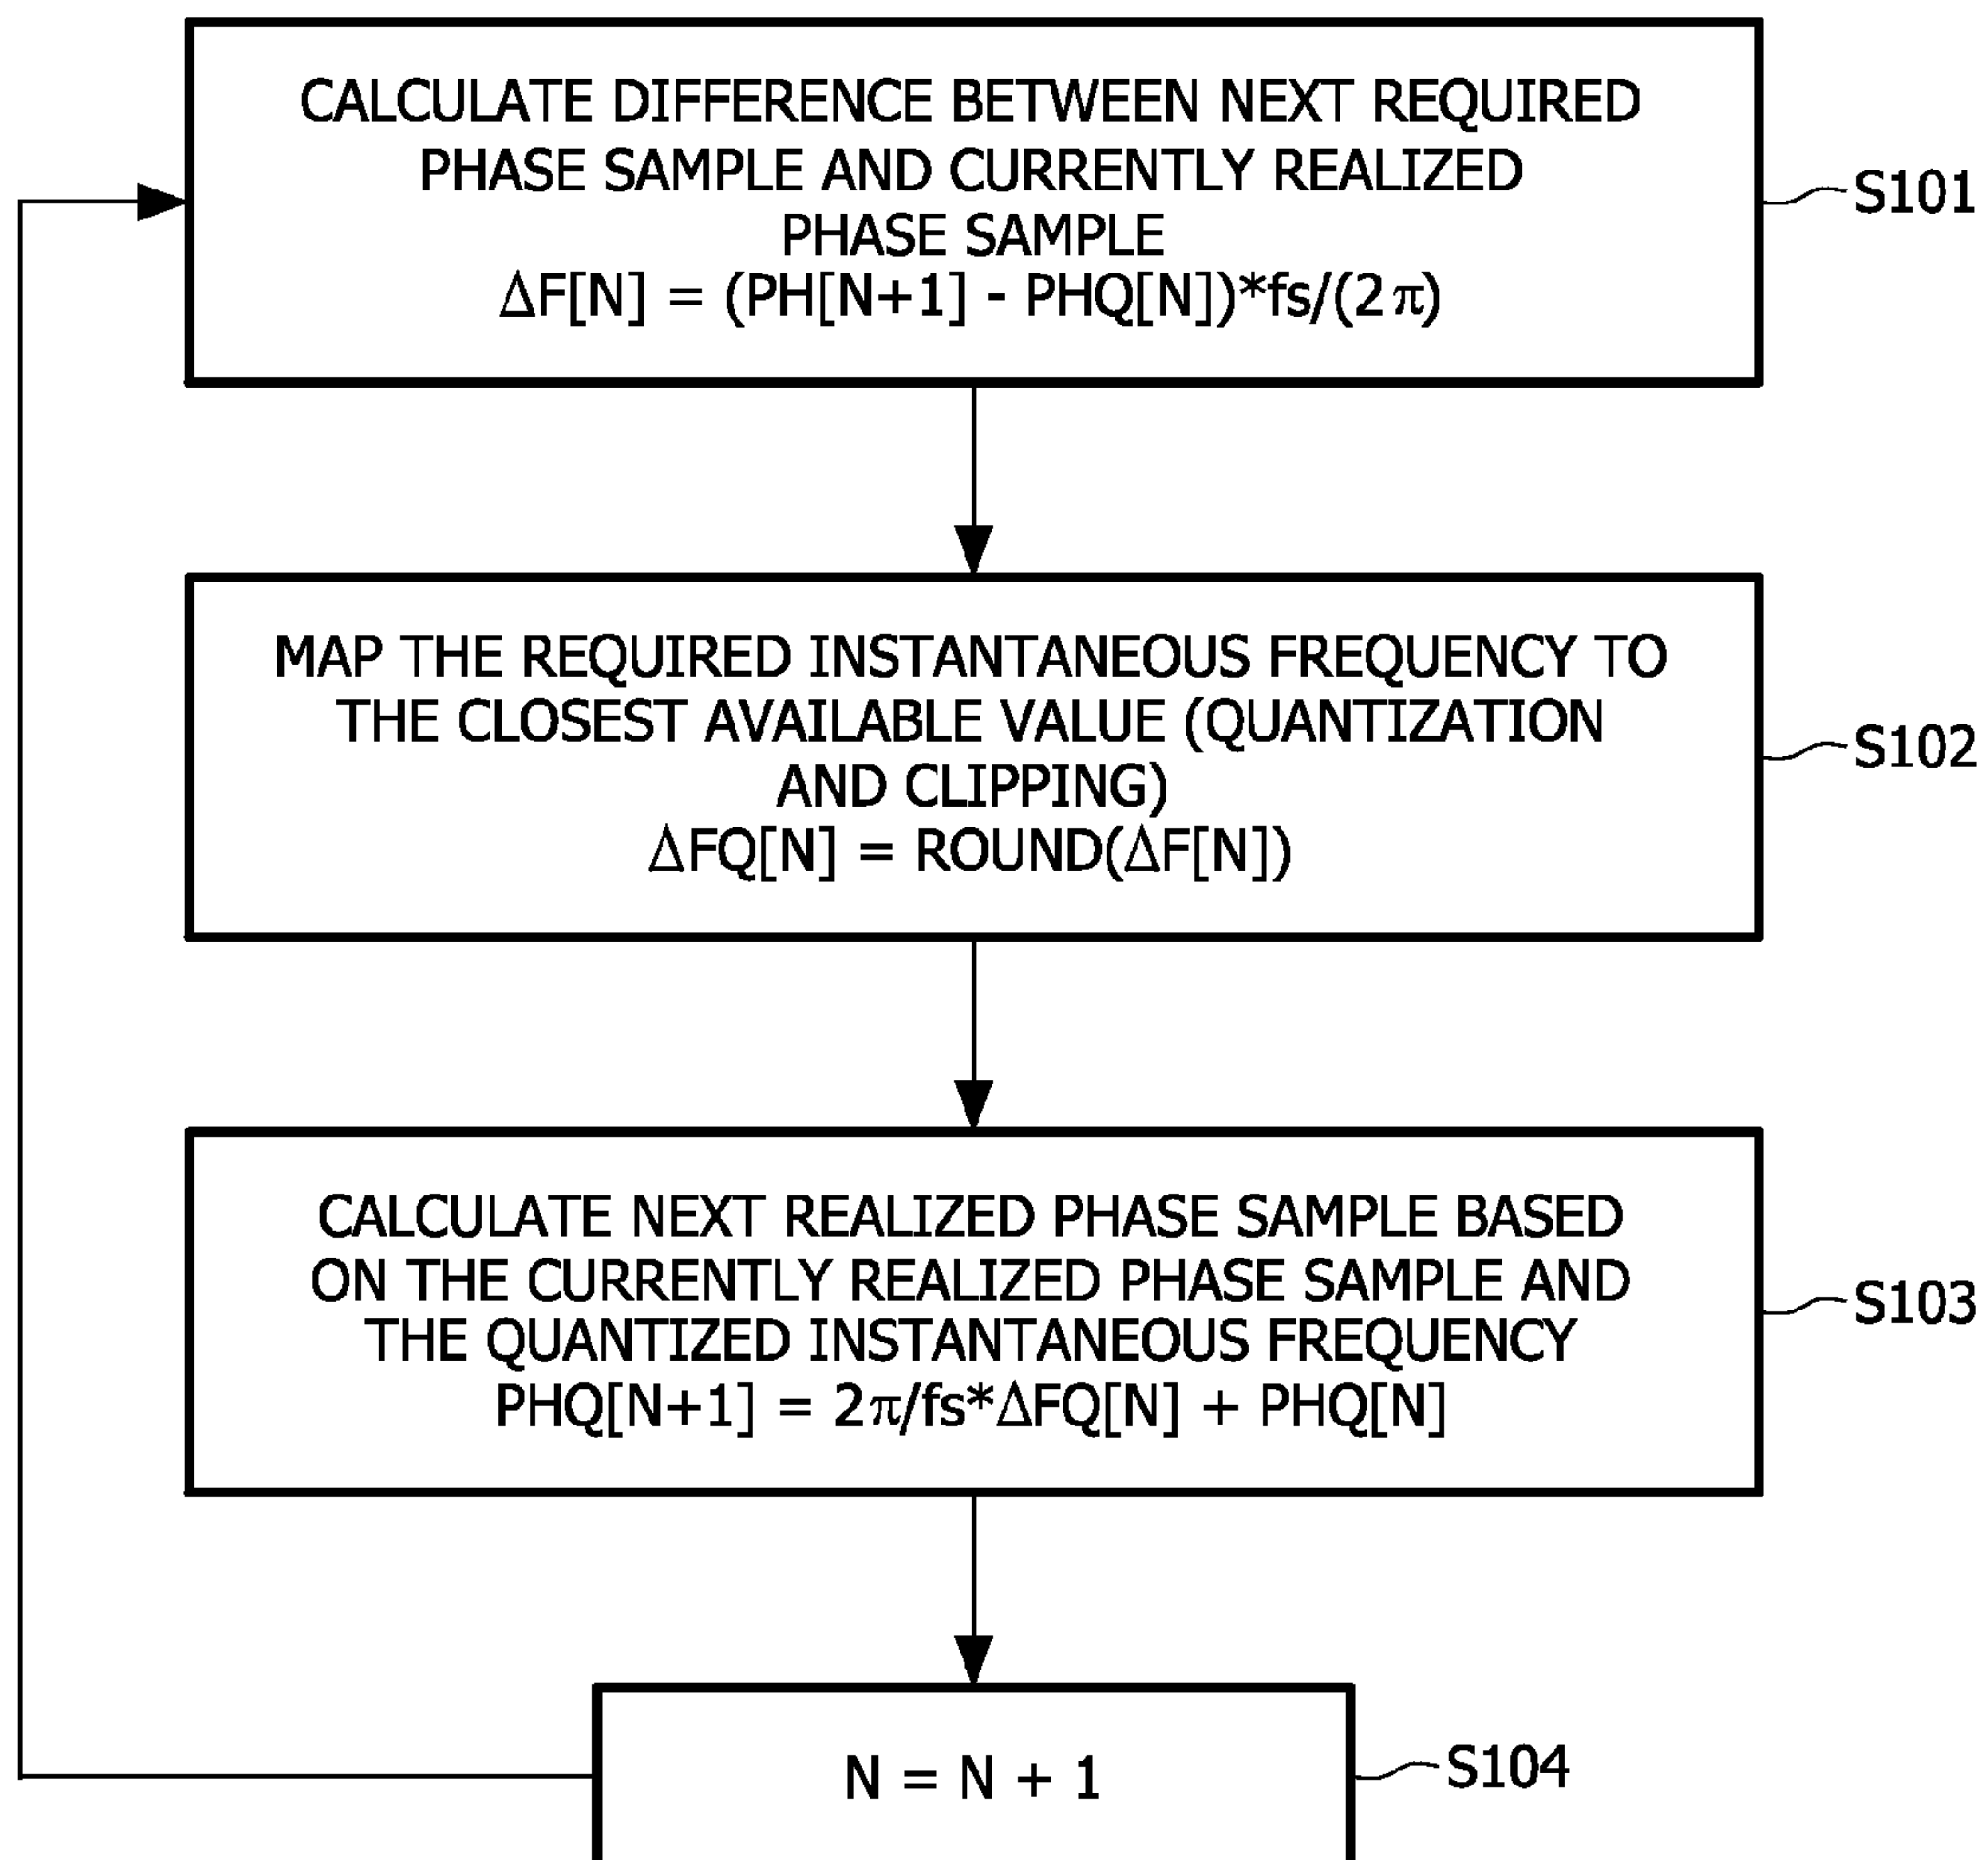 CALCULATE DIFFERENCE BETWEEN NEXT REQUIRED
PHASE SAMPLE AND CURRENTLY REALIZED
PHASE SAMPLE
ΔF[N] = (PH[N+1] - PHQ[N])*fs/(2π)
S101
MAP THE REQUIRED INSTANTANEOUS FREQUENCY TO
THE CLOSEST AVAILABLE VALUE (QUANTIZATION
AND CLIPPING)
ΔFQ[N] = ROUND(ΔF[N])
S102
CALCULATE NEXT REALIZED PHASE SAMPLE BASED
ON THE CURRENTLY REALIZED PHASE SAMPLE AND
THE QUANTIZED INSTANTANEOUS FREQUENCY
PHQ[N+1] = 2π/fs*ΔFQ[N] + PHQ[N]
S103
N = N + 1
S104